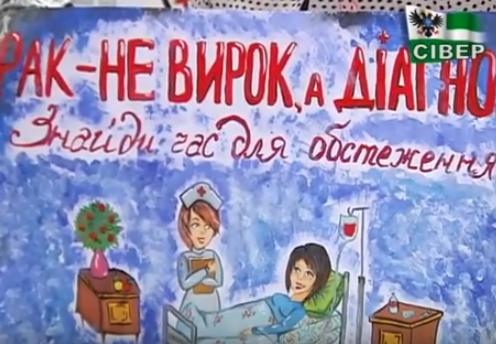 РАК - НЕ ВИРОК, А ДІАГНО
Знайди час для обстеження
СІВЕР